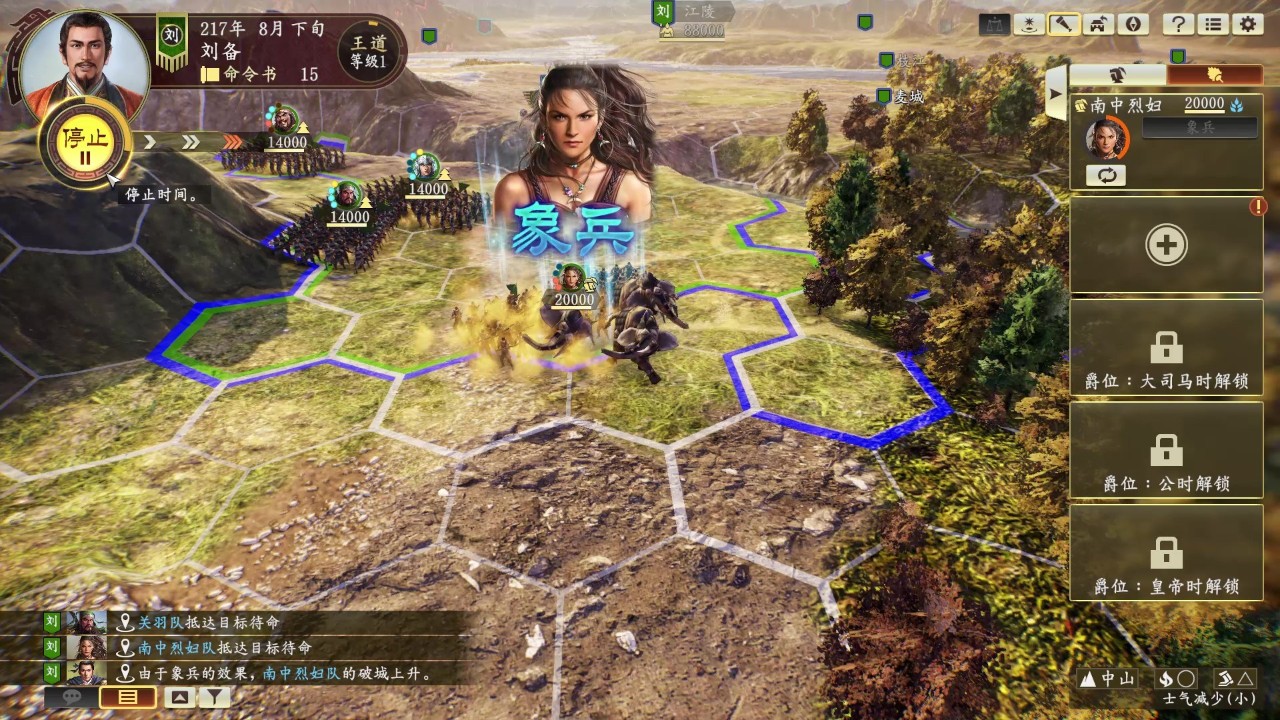 刘
217年 8月下旬
刘备
命令书 15
王道
等级1
停止
停止时间。
14000
14000
14000
刘 江陵
88000
枝江
麦城
象兵
20000
南中烈妇 20000
象兵
爵位：大司马时解锁
爵位：公时解锁
爵位：皇帝时解锁
刘 关羽队抵达目标待命
刘 南中烈妇队抵达目标待命
刘 由于象兵的效果，南中烈妇队的破城上升。
中山
士气减少(小)